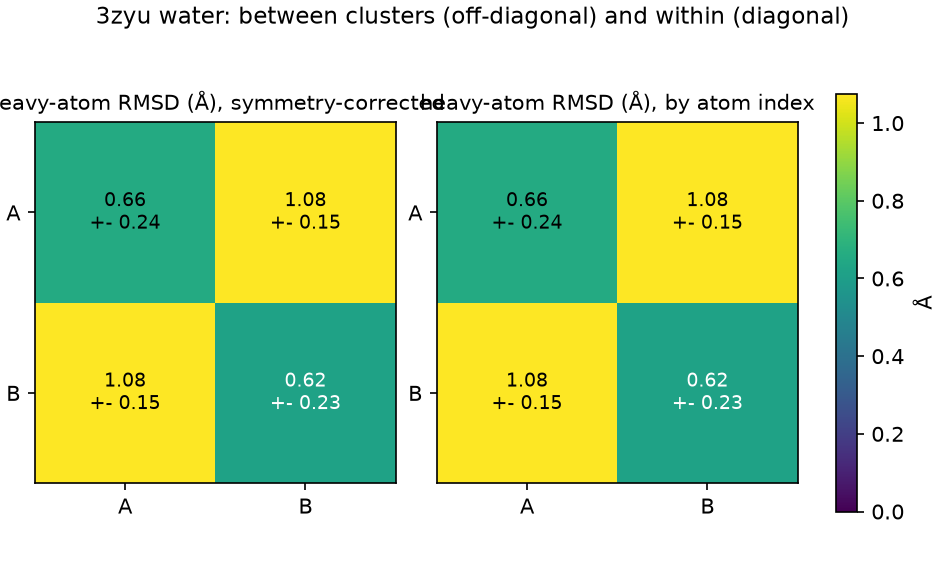 3zyu water: between clusters (off-diagonal) and within (diagonal)
eavy-atom RMSD (Å), symmetry-corrected
eavy-atom RMSD (Å), by atom index
A
0.66
+- 0.24
1.08
+- 0.15
B
1.08
+- 0.15
0.62
+- 0.23
A
B
A
0.66
+- 0.24
1.08
+- 0.15
B
1.08
+- 0.15
0.62
+- 0.23
A
B
1.0
0.8
0.6
0.4
0.2
0.0
Å